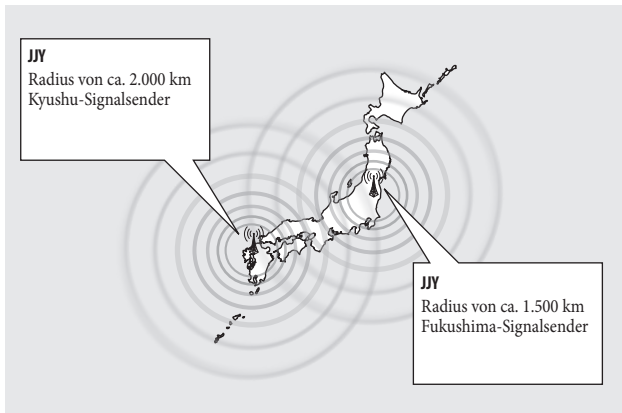 JJY
Radius von ca. 2.000 km
Kyushu-Signalsender
JJY
Radius von ca. 1.500 km
Fukushima-Signalsender